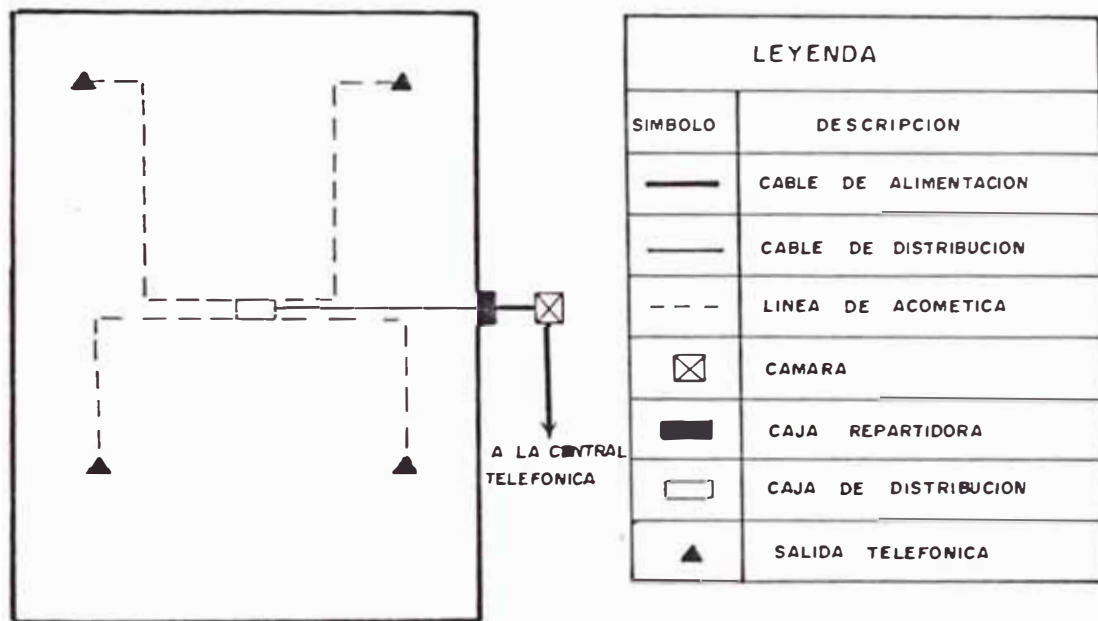 A LA CENTRAL
TELEFONICA
LEYENDA
SIMBOLO DESCRIPCION
CABLE DE ALIMENTACION
CABLE DE DISTRIBUCION
LINEA DE ACOMETICA
CAMARA
CAJA REPARTIDORA
CAJA DE DISTRIBUCION
SALIDA TELEFONICA